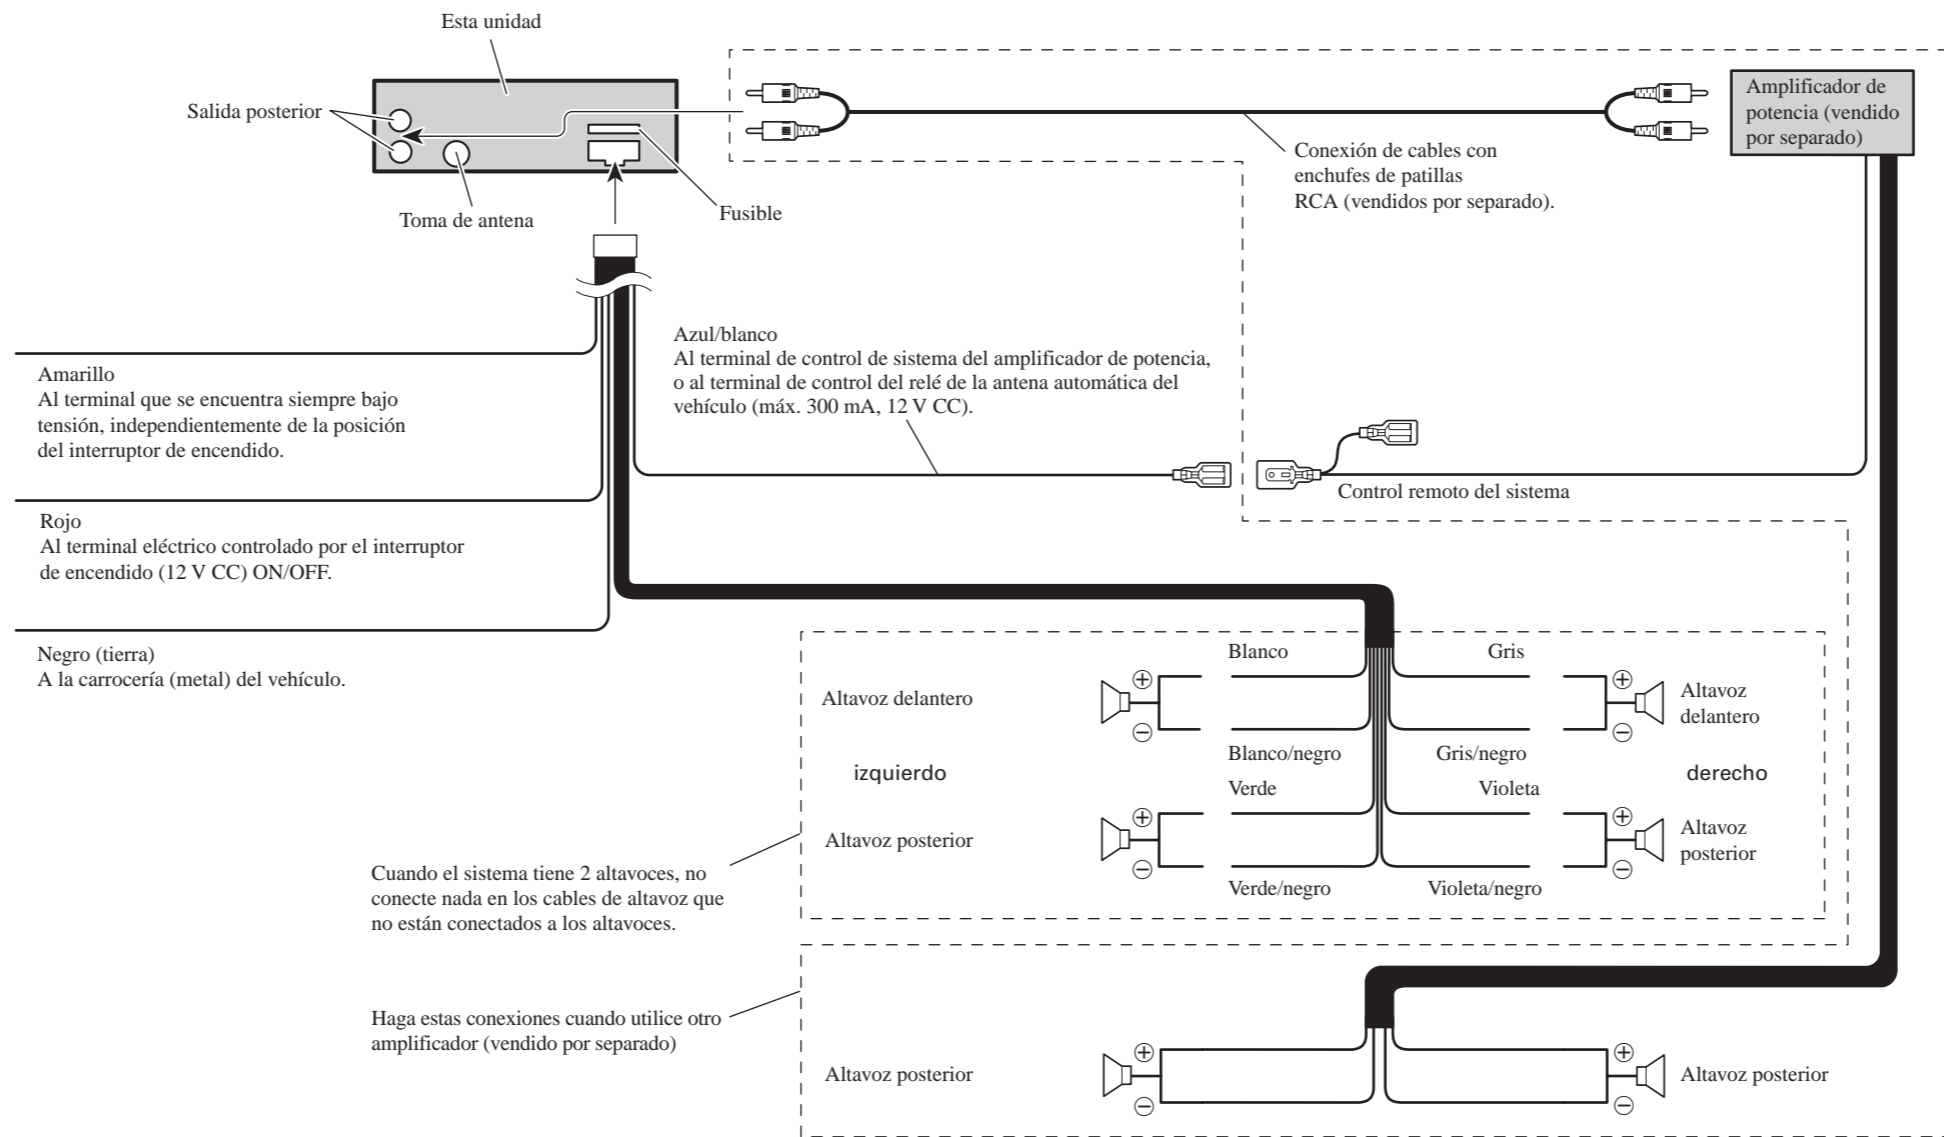 Esta unidad
Salida posterior
Toma de antena
Fusible
Amplificador de
potencia (vendido
por separado)
Conexión de cables con
enchufes de patillas
RCA (vendidos por separado).
Azul/blanco
Al terminal de control de sistema del amplificador de potencia,
o al terminal de control del relé de la antena automática del
vehículo (máx. 300 mA, 12 V CC).
Amarillo
Al terminal que se encuentra siempre bajo
tensión, independientemente de la posición
del interruptor de encendido.
Control remoto del sistema
Rojo
Al terminal eléctrico controlado por el interruptor
de encendido (12 V CC) ON/OFF.
Negro (tierra)
A la carrocería (metal) del vehículo.
Blanco
Gris
Altavoz delantero
⊕
⊖
⊕
⊖
Altavoz
delantero
Blanco/negro
Gris/negro
izquierdo
derecho
Verde
Violeta
Altavoz posterior
⊕
⊖
⊕
⊖
Altavoz
posterior
Verde/negro
Violeta/negro
Cuando el sistema tiene 2 altavoces, no
conecte nada en los cables de altavoz que
no están conectados a los altavoces.
Haga estas conexiones cuando utilice otro
amplificador (vendido por separado)
Altavoz posterior
⊕
⊖
⊕
⊖
Altavoz posterior